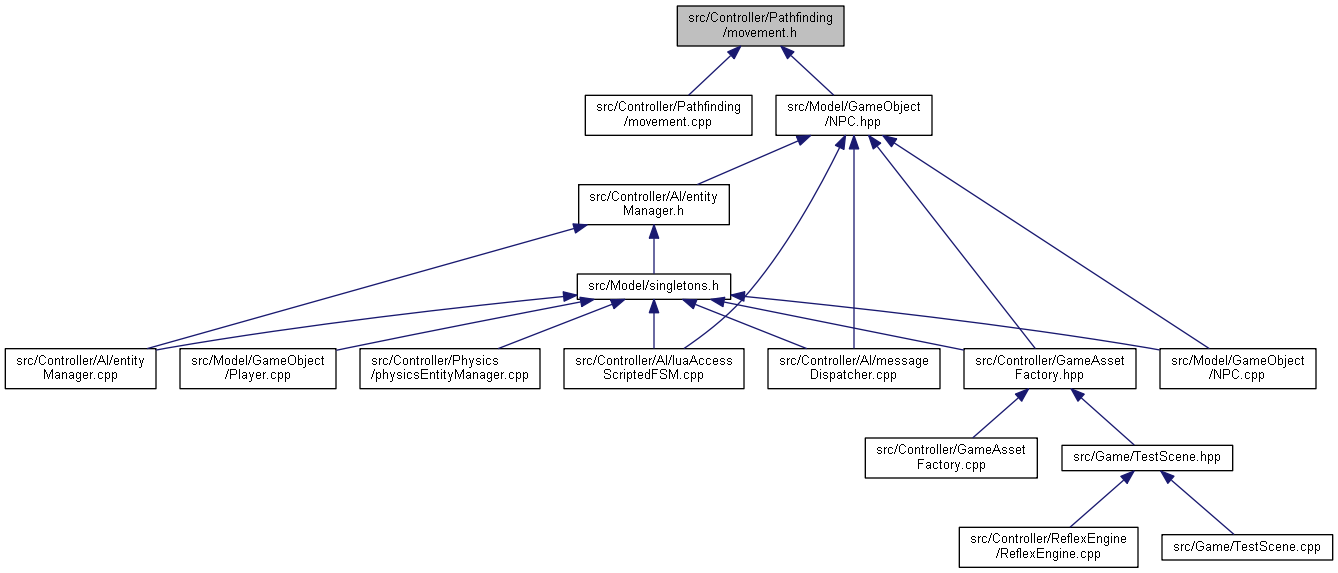 src/Controller/Pathfinding
/movement.h
src/Controller/Pathfinding
/movement.cpp
src/Model/GameObject
/NPC.hpp
src/Controller/AI/entity
Manager.h
src/Model/singletons.h
src/Controller/AI/entity
Manager.cpp
src/Model/GameObject
/Player.cpp
src/Controller/Physics
/physicsEntityManager.cpp
src/Controller/AI/luaAccess
ScriptedFSM.cpp
src/Controller/AI/message
Dispatcher.cpp
src/Controller/GameAsset
Factory.hpp
src/Model/GameObject
/NPC.cpp
src/Controller/GameAsset
Factory.cpp
src/Game/TestScene.hpp
src/Controller/ReflexEngine
/ReflexEngine.cpp
src/Game/TestScene.cpp